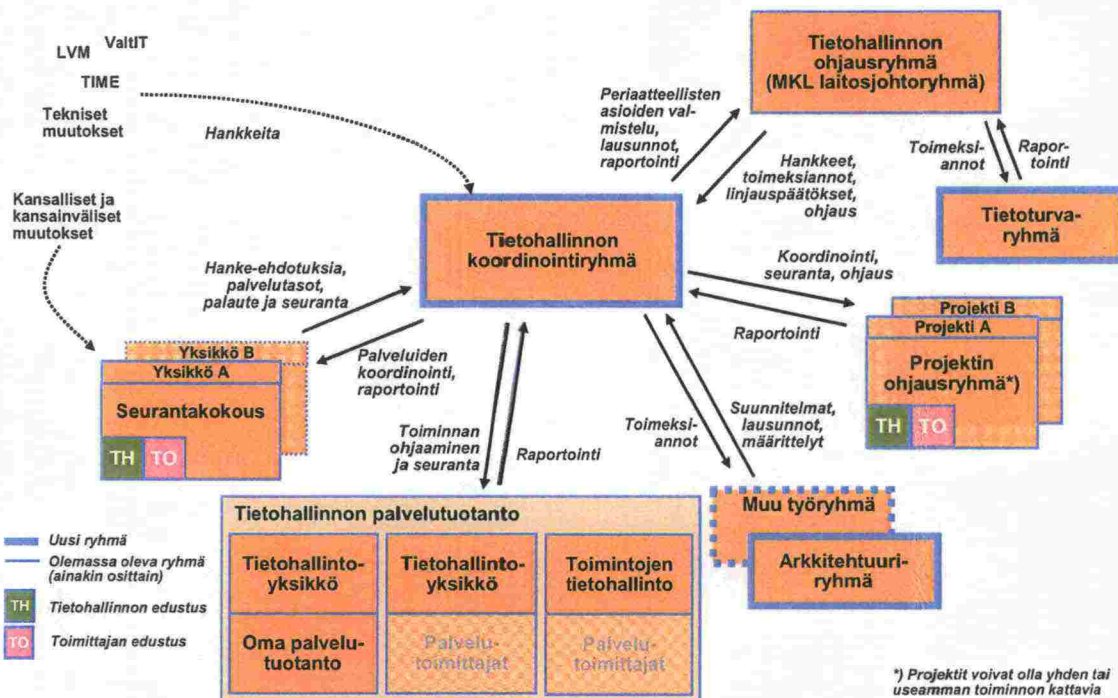 LVM
ValtIT
TIME
Tekniset
muutokset
Hankkeita
Kansalliset ja
kansainväliset
muutokset
Tietohallinnon
ohjausryhmä
(MKL laitosjohtoryhmä)
Periaatteellisten
asioiden val-
mistelu,
lausunnot,
raportointi
Hankkeet,
toimeksiannot,
linjauspäätökset,
ohjaus
Toimeksi-
annot
Rapor-
tointi
Tietoturva-
ryhmä
Tietohallinnon
koordinointiryhmä
Hanke-ehdotuksia,
palvelutasot,
palaute ja seuranta
Koordinointi,
seuranta, ohjaus
Raportointi
Projekti B
Projekti A
Projektin
ohjausryhmä*)
TH
TO
Yksikkö B
Yksikkö A
Seurantakokous
TH
TO
Palveluiden
koordinointi,
raportointi
Toiminnan
ohjaaminen
ja seuranta
Raportointi
Toimeksi-
annot
Suunnitelmat,
lausunnot,
määrittelyt
Muu työryhmä
Arkkitehtuuri-
ryhmä
Tietohallinnon palvelutuotanto
Tietohallinto-
yksikkö
Tietohallinto-
yksikkö
Toimintojen
tietohallinto
Oma palvelu-
tuotanto
Palvelu-
toimittajat
Palvelu-
toimittajat
Uusi ryhmä
Olemassa oleva ryhmä
(ainakin osittain)
TH
Tietohallinnon edustus
TO
Toimittajan edustus
*) Projektit voivat olla yhden tai
useamman toiminnon kattavia